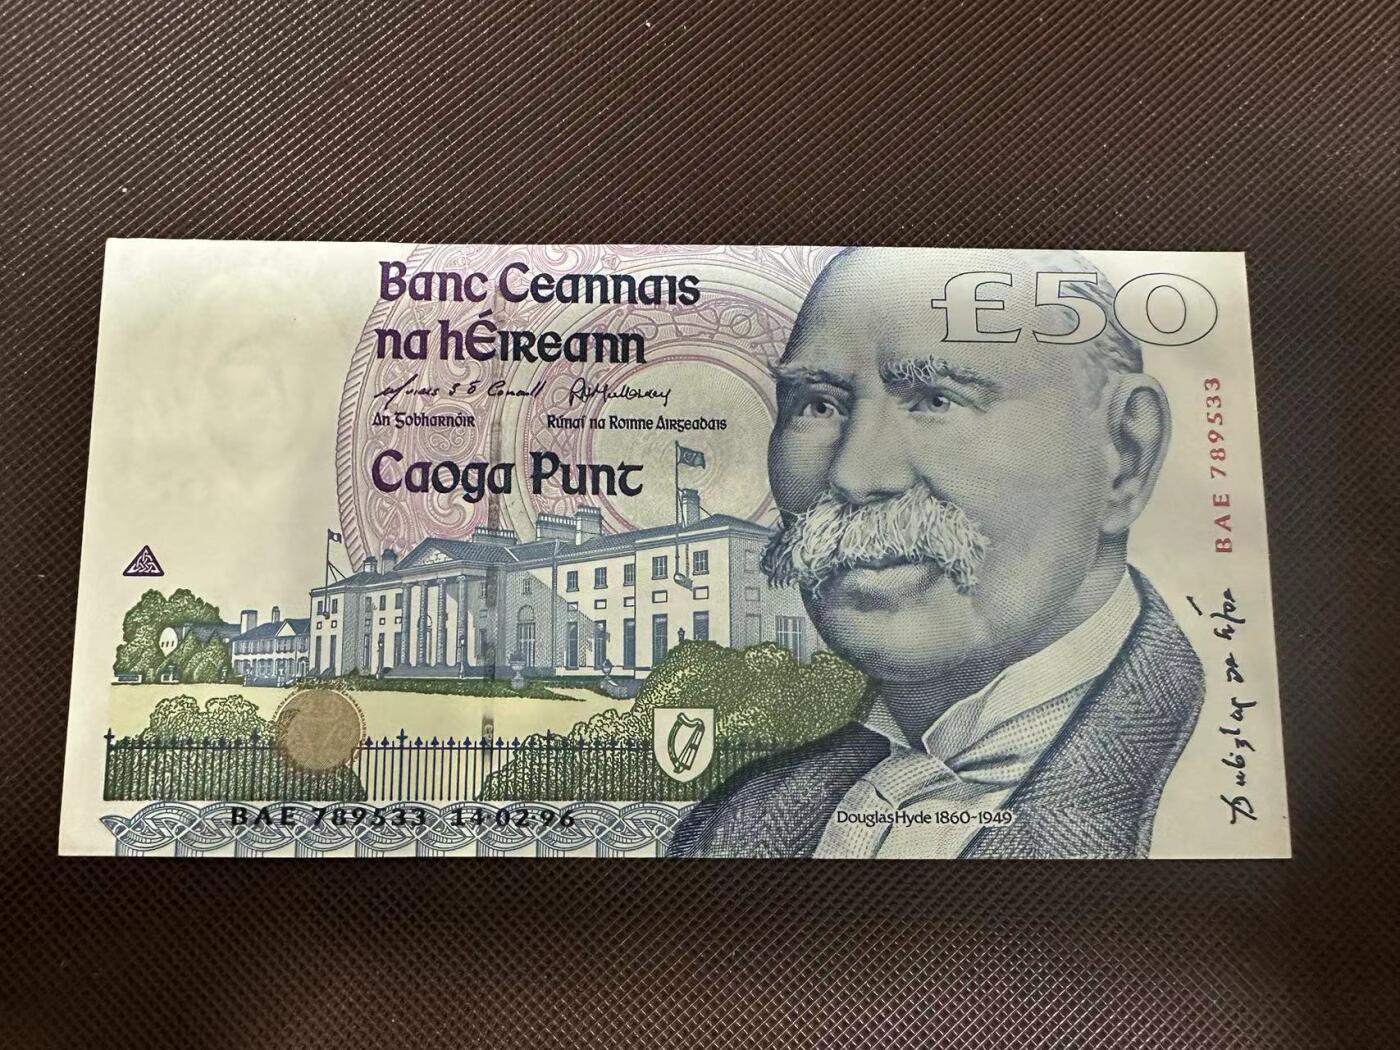 Banc Ceannais
na hÉireann
An Gobharnóir
Rúnaí na Roinne Airgeadais
Caoga Punt
£50
BAE 789533
BAE 789533 14·02·96
Douglas Hyde 1860-1949